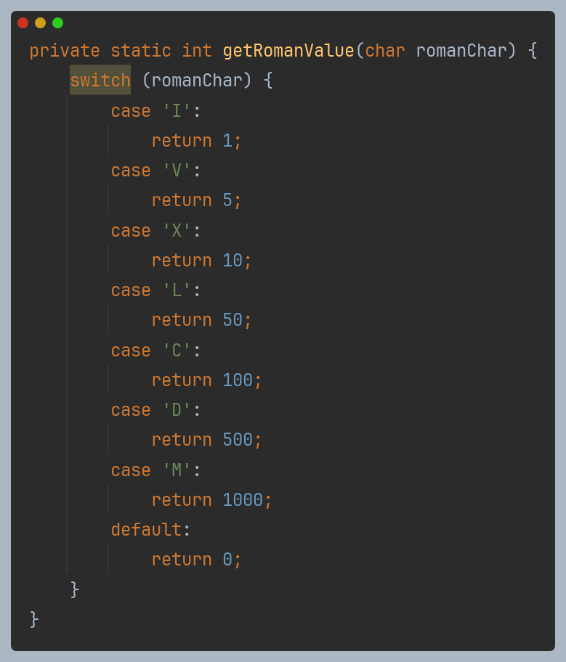 private static int getRomanValue(char romanChar) {
    switch (romanChar) {
        case 'I':
            return 1;
        case 'V':
            return 5;
        case 'X':
            return 10;
        case 'L':
            return 50;
        case 'C':
            return 100;
        case 'D':
            return 500;
        case 'M':
            return 1000;
        default:
            return 0;
    }
}